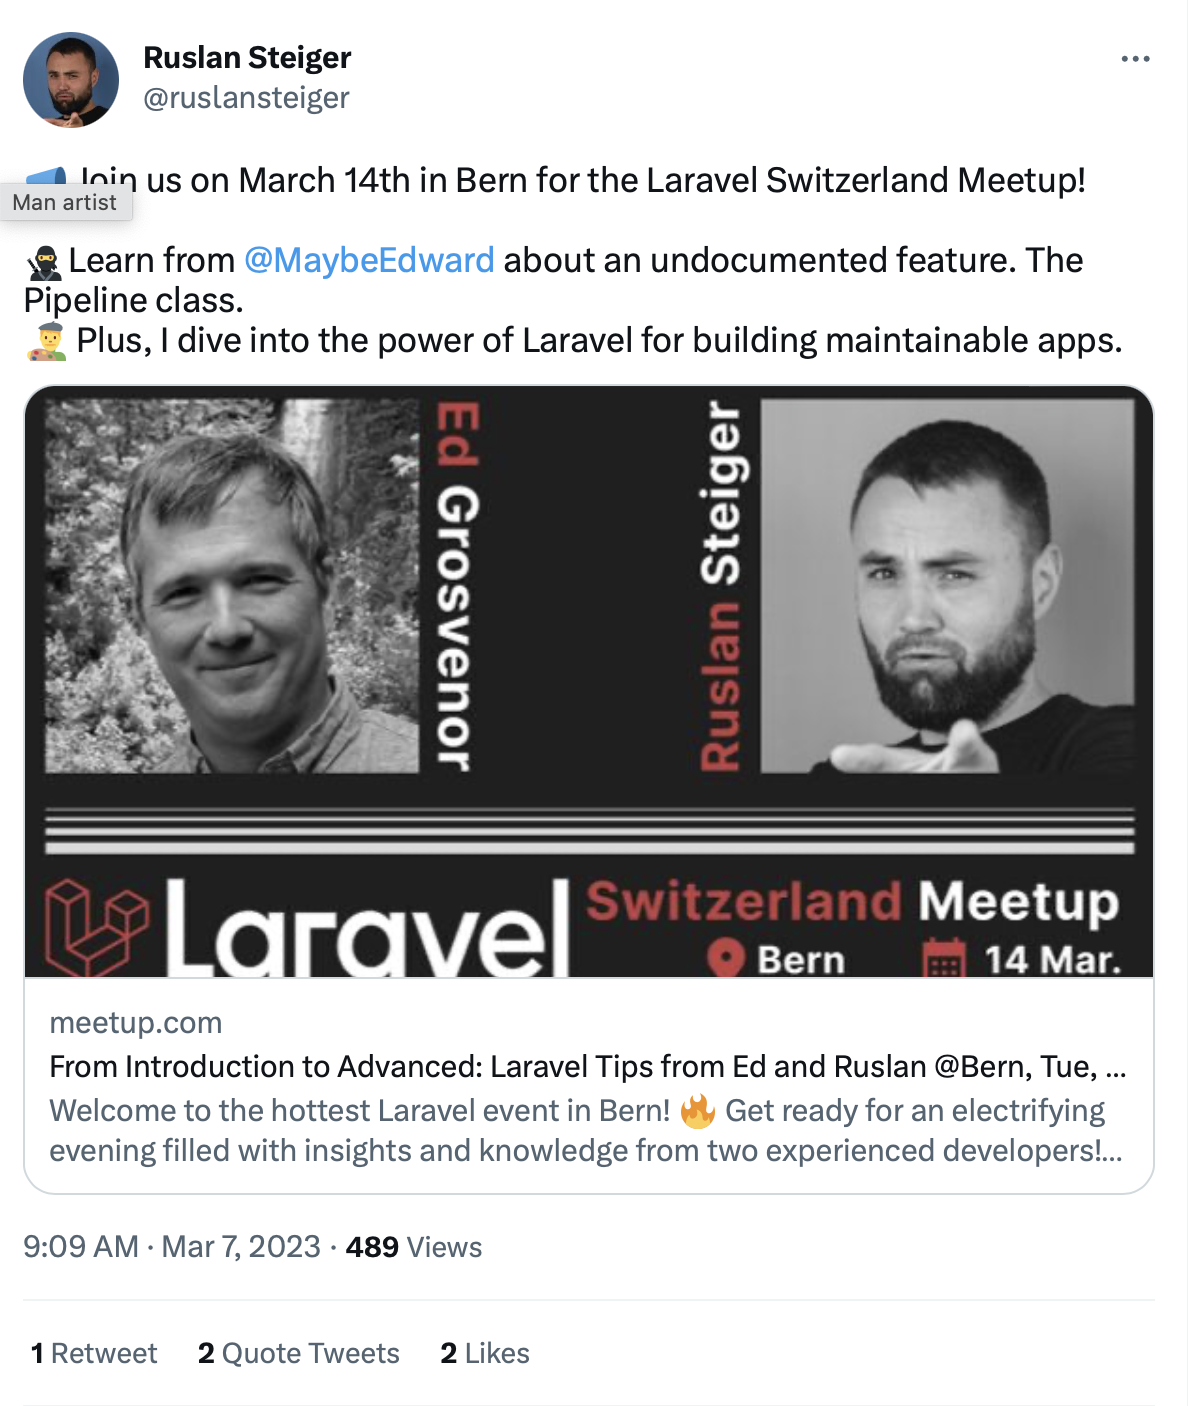 Ruslan Steiger
@ruslansteiger
Join us on March 14th in Bern for the Laravel Switzerland Meetup!
Man artist
Learn from @MaybeEdward about an undocumented feature. The
Pipeline class.
Plus, I dive into the power of Laravel for building maintainable apps.
Ed Grosvenor
Ruslan Steiger
Laravel
Switzerland Meetup
Bern
14 Mar.
meetup.com
From Introduction to Advanced: Laravel Tips from Ed and Ruslan @Bern, Tue, ...
Welcome to the hottest Laravel event in Bern! 🔥 Get ready for an electrifying
evening filled with insights and knowledge from two experienced developers!...
9:09 AM · Mar 7, 2023 · 489 Views
1 Retweet 2 Quote Tweets 2 Likes